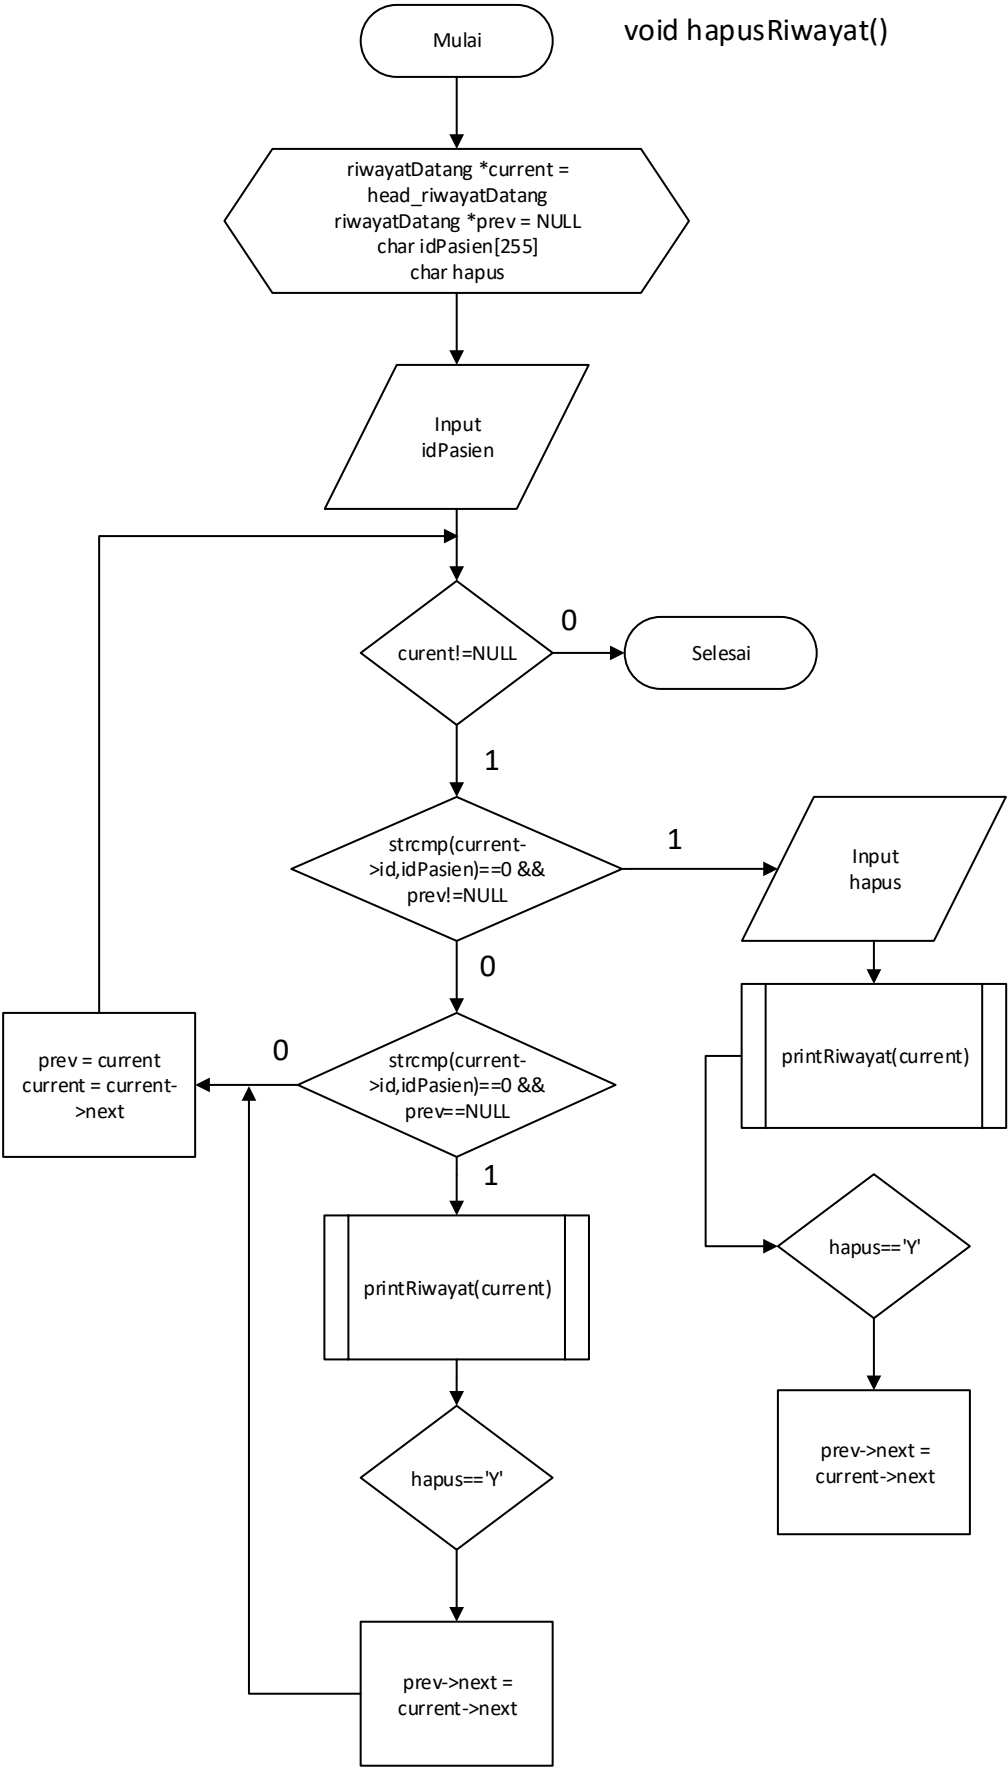 void hapusRiwayat()
Mulai
riwayatDatang *current =
head_riwayatDatang
riwayatDatang *prev = NULL
char idPasien[255]
char hapus
Input
idPasien
curent!=NULL
0
Selesai
1
strcmp(current-
>id,idPasien)==0 &&
prev!=NULL
1
Input
hapus
0
printRiwayat(current)
strcmp(current-
>id,idPasien)==0 &&
prev==NULL
0
prev = current
current = current-
>next
1
printRiwayat(current)
hapus=='Y'
hapus=='Y'
prev->next =
current->next
prev->next =
current->next